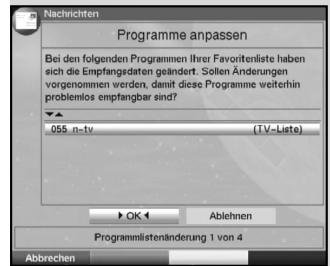 Nachrichten
Programme anpassen
Bei den folgenden Programmen Ihrer Favoritenliste haben
sich die Empfangsdaten geändert. Sollen Änderungen
vorgenommen werden, damit diese Programme weiterhin
problemlos empfangbar sind?
055 n-tv (TV-Liste)
OK Ablehnen
Programmlistenänderung 1 von 4
Abbrechen